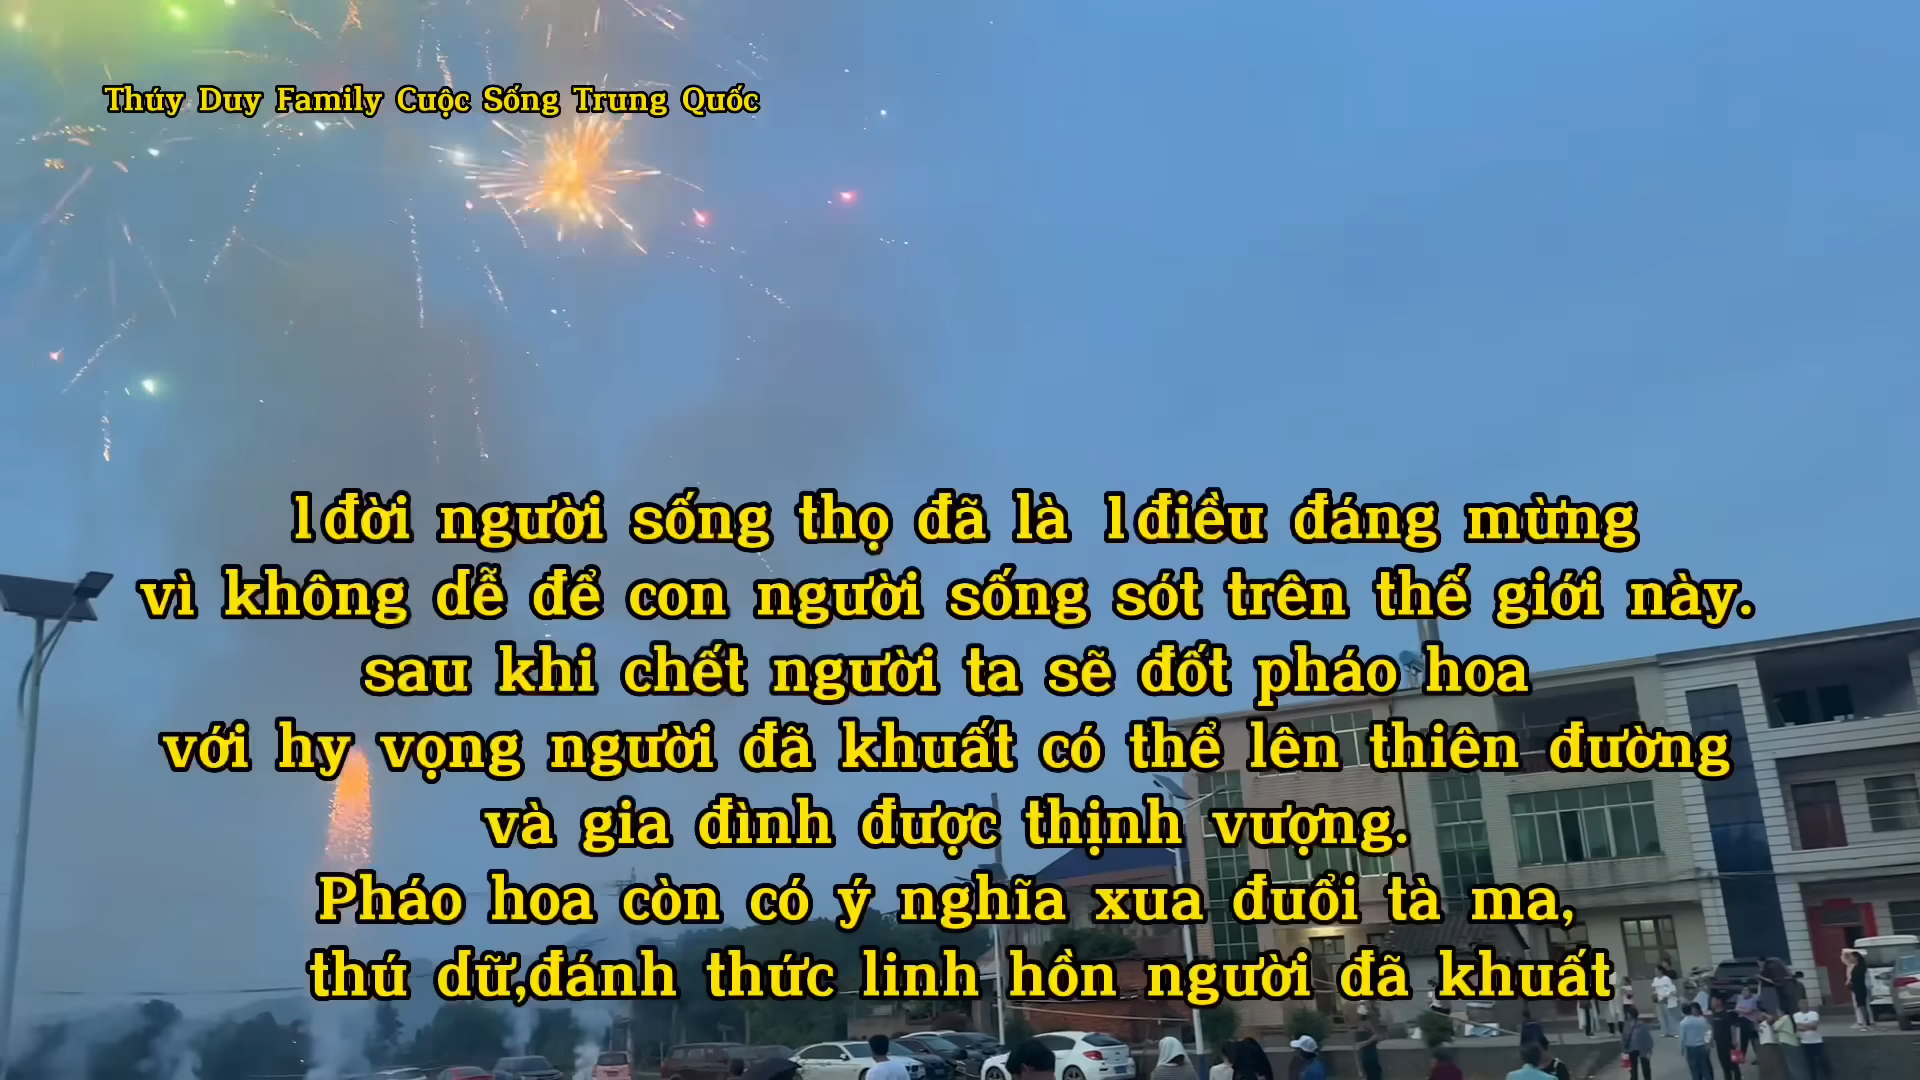 Thúy Duy Family Cuộc Sống Trung Quốc
1đời người sống thọ đã là 1điều đáng mừng
vì không dễ để con người sống sót trên thế giới này.
sau khi chết người ta sẽ đốt pháo hoa
với hy vọng người đã khuất có thể lên thiên đường
và gia đình được thịnh vượng.
Pháo hoa còn có ý nghĩa xua đuổi tà ma,
thú dữ,đánh thức linh hồn người đã khuất